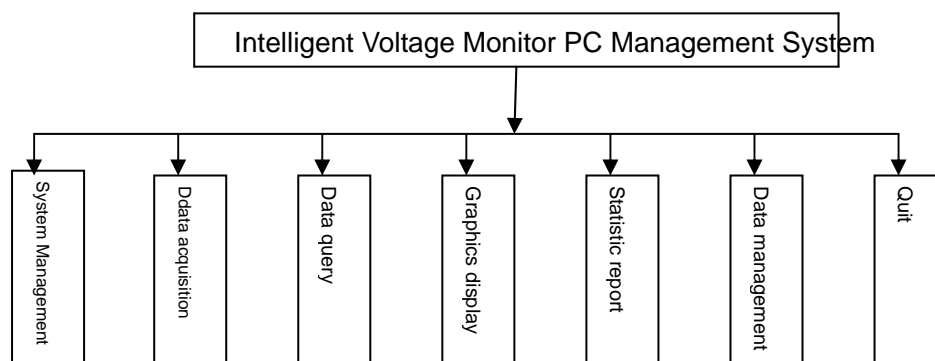 Intelligent Voltage Monitor PC Management System
System Management
Ddata acquisition
Data query
Graphics display
Statistic report
Data management
Quit